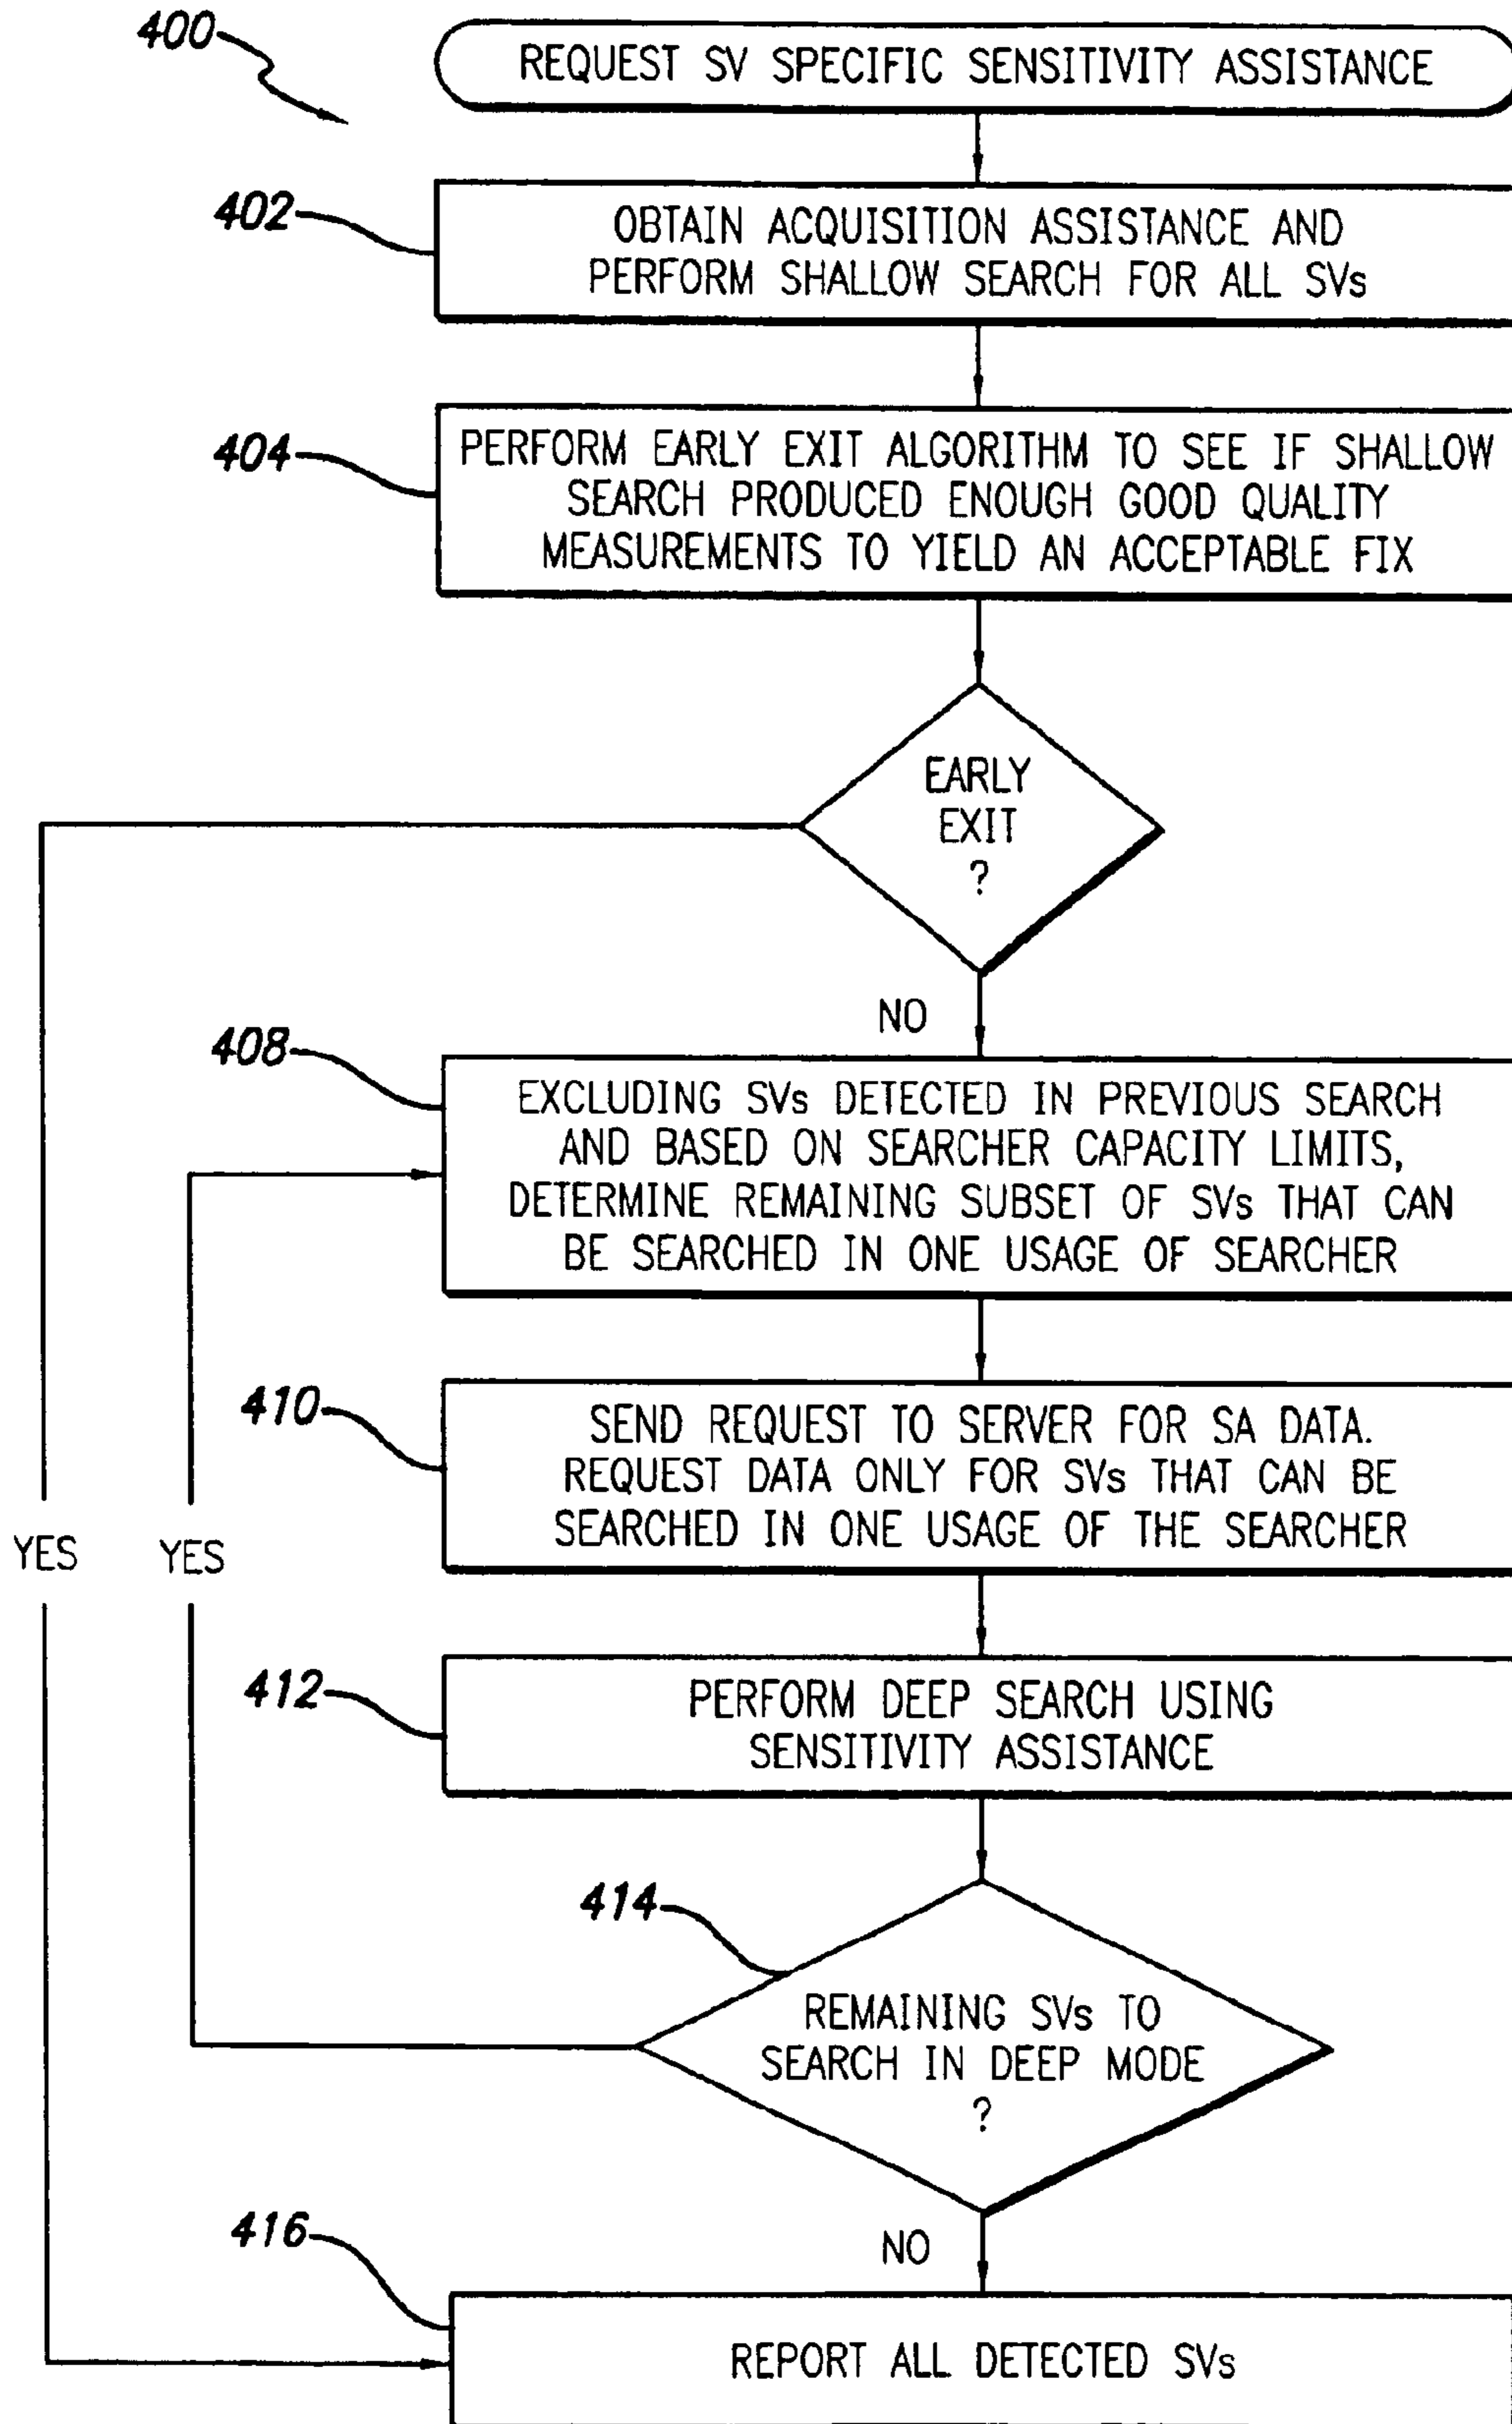 400
REQUEST SV SPECIFIC SENSITIVITY ASSISTANCE
402
OBTAIN ACQUISITION ASSISTANCE AND
PERFORM SHALLOW SEARCH FOR ALL SVs
404
PERFORM EARLY EXIT ALGORITHM TO SEE IF SHALLOW
SEARCH PRODUCED ENOUGH GOOD QUALITY
MEASUREMENTS TO YIELD AN ACCEPTABLE FIX
EARLY
EXIT
?
NO
408
EXCLUDING SVs DETECTED IN PREVIOUS SEARCH
AND BASED ON SEARCHER CAPACITY LIMITS,
DETERMINE REMAINING SUBSET OF SVs THAT CAN
BE SEARCHED IN ONE USAGE OF SEARCHER
410
SEND REQUEST TO SERVER FOR SA DATA.
REQUEST DATA ONLY FOR SVs THAT CAN BE
SEARCHED IN ONE USAGE OF THE SEARCHER
YES
YES
412
PERFORM DEEP SEARCH USING
SENSITIVITY ASSISTANCE
414
REMAINING SVs TO
SEARCH IN DEEP MODE
?
NO
416
REPORT ALL DETECTED SVs